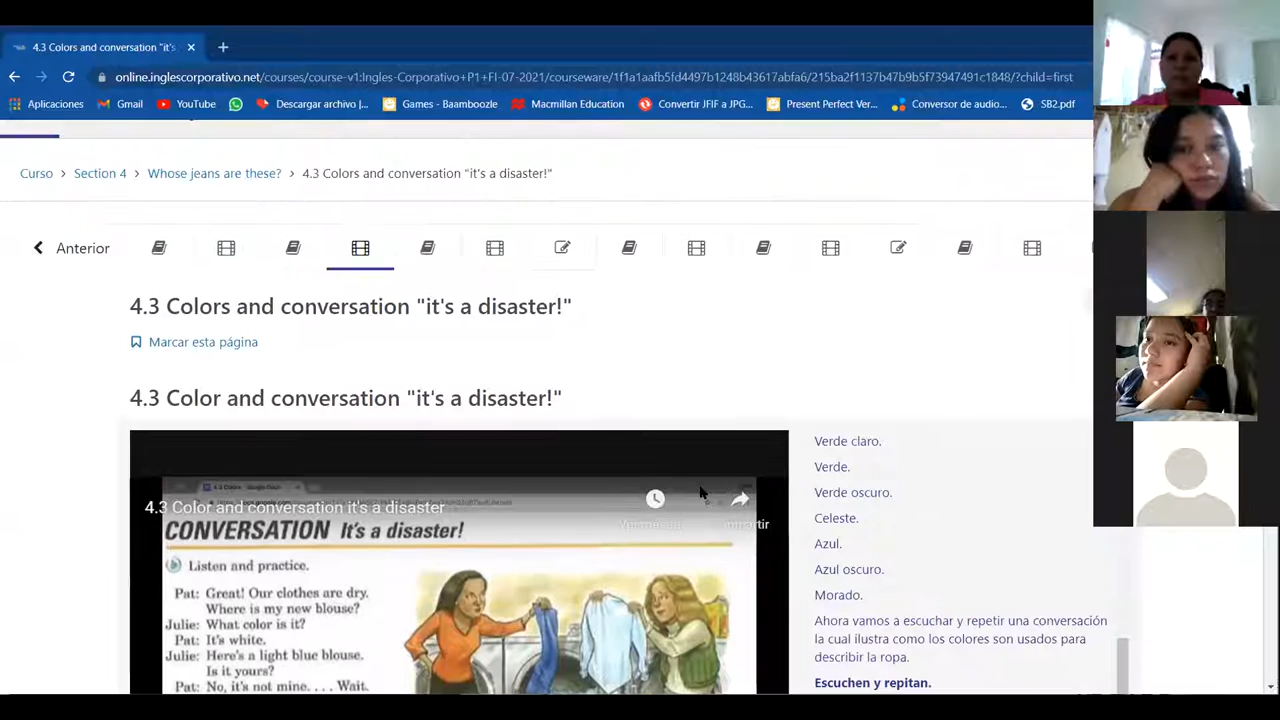 4.3 Colors and conversation "it's
online.inglescorporativo.net/courses/course-v1:Ingles-Corporativo+P1+FI-07-2021/courseware/1f1a1aafb5fd4497b1248b43617abfa6/215ba2f1137b47b9b5f73947491c1848/?child=first
Aplicaciones Gmail YouTube Descargar archivo |... Games - Baamboozle Macmillan Education Convertir JFIF a JPG... Present Perfect Ver... Conversor de audio... SB2.pdf
Curso > Section 4 > Whose jeans are these? > 4.3 Colors and conversation "it's a disaster!"
Anterior
4.3 Colors and conversation "it's a disaster!"
Marcar esta página
4.3 Color and conversation "it's a disaster!"
4.3 Color and conversation it's a disaster
CONVERSATION It's a disaster!
Listen and practice.
Pat: Great! Our clothes are dry.
Where is my new blouse?
Julie: What color is it?
Pat: It's white.
Julie: Here's a light blue blouse.
Is it yours?
Pat: No, it's not mine. . . . Wait.
Verde claro.
Verde.
Verde oscuro.
Celeste.
Azul.
Azul oscuro.
Morado.
Ahora vamos a escuchar y repetir una conversación
la cual ilustra como los colores son usados para
describir la ropa.
Escuchen y repitan.